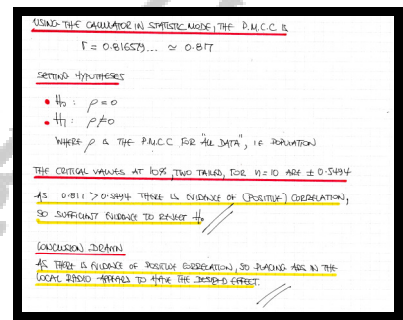 USING THE CALCULATOR IN STATISTIC MODE, THE P.M.C.C IS
r = 0.816579... ≃ 0.817
SETTING HYPOTHESES
• H₀ : ρ = 0
• H₁ : ρ ≠ 0
WHERE ρ IS THE P.M.C.C FOR "ALL DATA", IE POPULATION
THE CRITICAL VALUES AT 10%, TWO TAILED, FOR n = 10 ARE ± 0.5494
AS 0.817 > 0.5494 THERE IS EVIDENCE OF (POSITIVE) CORRELATION,
SO SUFFICIENT EVIDENCE TO REJECT H₀
CONCLUSION DRAWN
AS THERE IS EVIDENCE OF POSITIVE CORRELATION, SO PLACING ADS IN THE
LOCAL RADIO APPEARS TO HAVE THE DESIRED EFFECT.